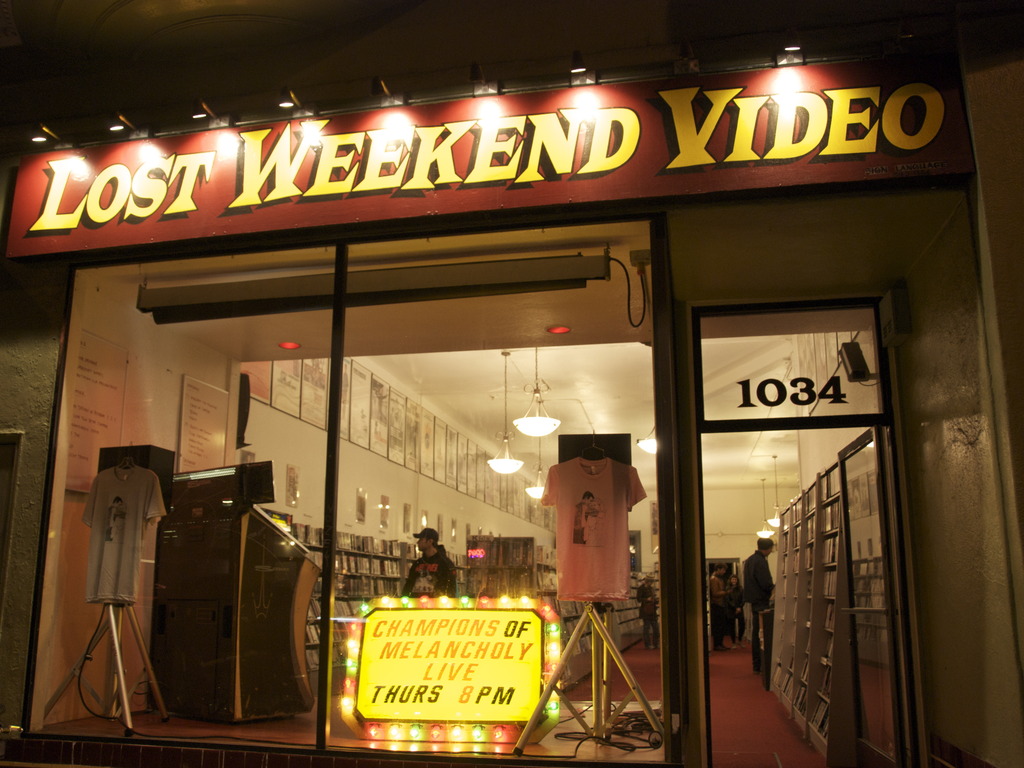 LOST WEEKEND VIDEO
1034
CHAMPIONS OF
MELANCHOLY
LIVE
THURS 8PM